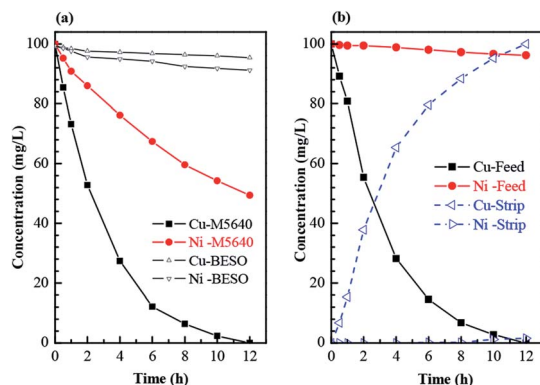 (a)
Concentration (mg/L)
100
80
60
40
20
0
Cu-M5640
Ni -M5640
Cu-BESO
Ni -BESO
0 2 4 6 8 10 12
Time (h)
(b)
Concentration (mg/L)
100
80
60
40
20
0
Cu-Feed
Ni -Feed
Cu-Strip
Ni -Strip
0 2 4 6 8 10 12
Time (h)